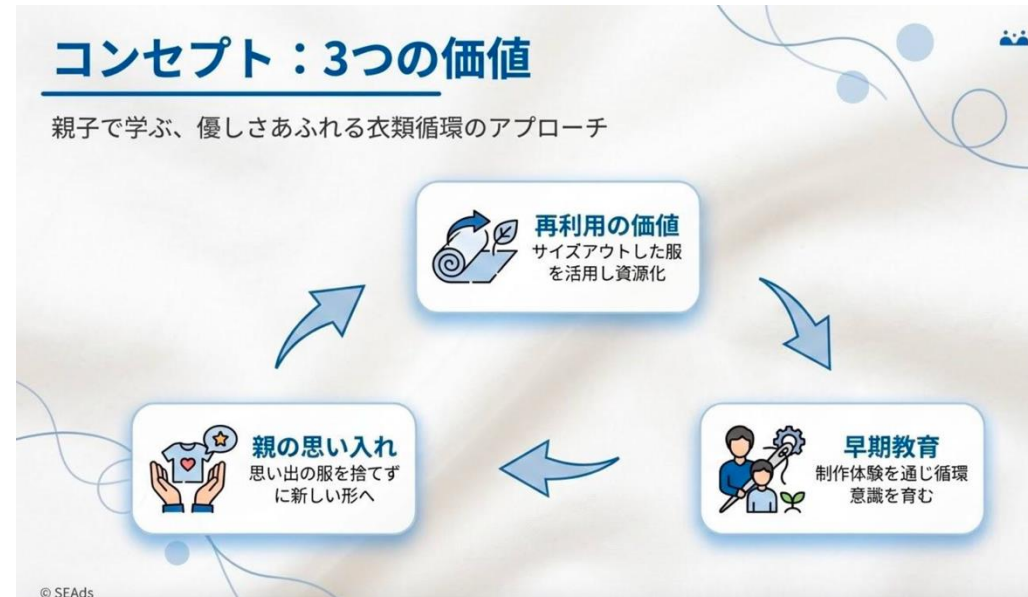 コンセプト：3つの価値
親子で学ぶ、優しさあふれる衣類循環のアプローチ
再利用の価値
サイズアウトした服
を活用し資源化
親の思い入れ
思い出の服を捨てず
に新しい形へ
早期教育
制作体験を通じ循環
意識を育む
© SEAds